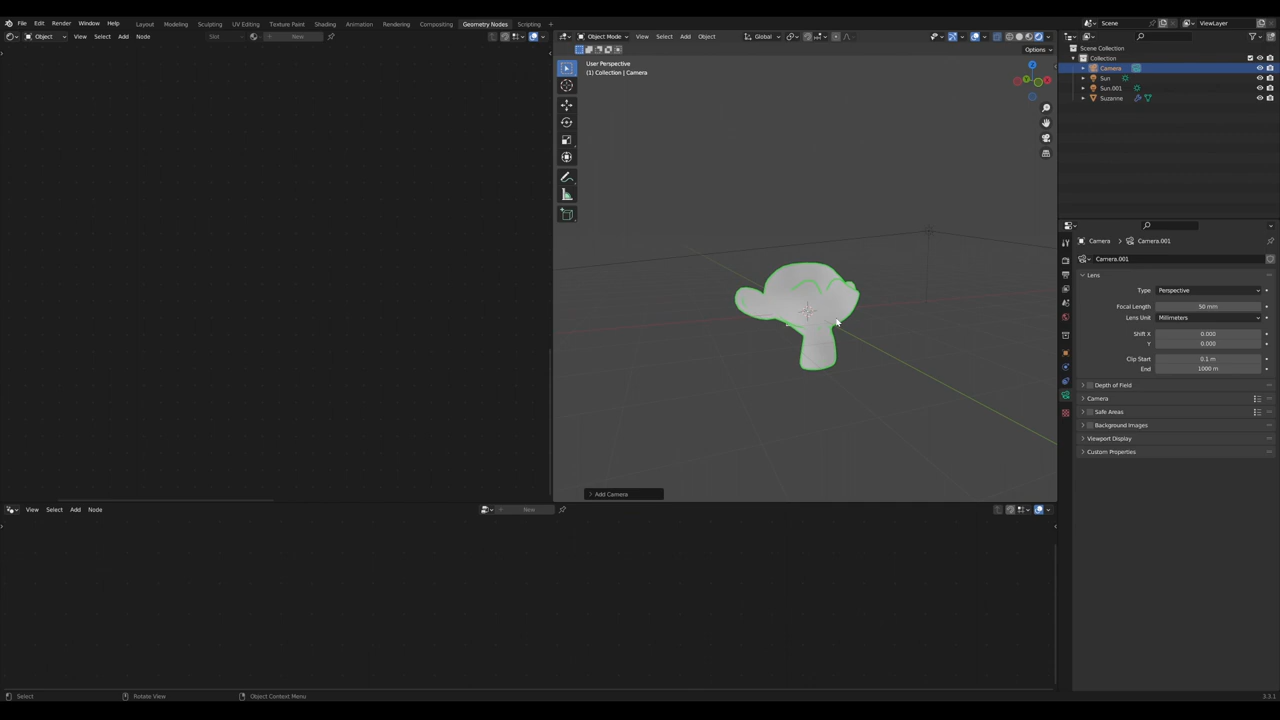 File Edit Render Window Help Layout Modeling Sculpting UV Editing Texture Paint Shading Animation Rendering Compositing Geometry Nodes Scripting + Scene ViewLayer
Object View Select Add Node Slot New Object Mode View Select Add Object Global
Options
Scene Collection
Collection
Camera
Sun
Sun.001
Suzanne
User Perspective
(1) Collection | Camera
Camera > Camera.001
Camera.001
Lens
Type Perspective
Focal Length 50 mm
Lens Unit Millimeters
Shift X 0.000
Y 0.000
Clip Start 0.1 m
End 1000 m
Depth of Field
Camera
Safe Areas
Background Images
Viewport Display
Custom Properties
Add Camera
View Select Add Node New
Select Rotate View Object Context Menu 3.3.1